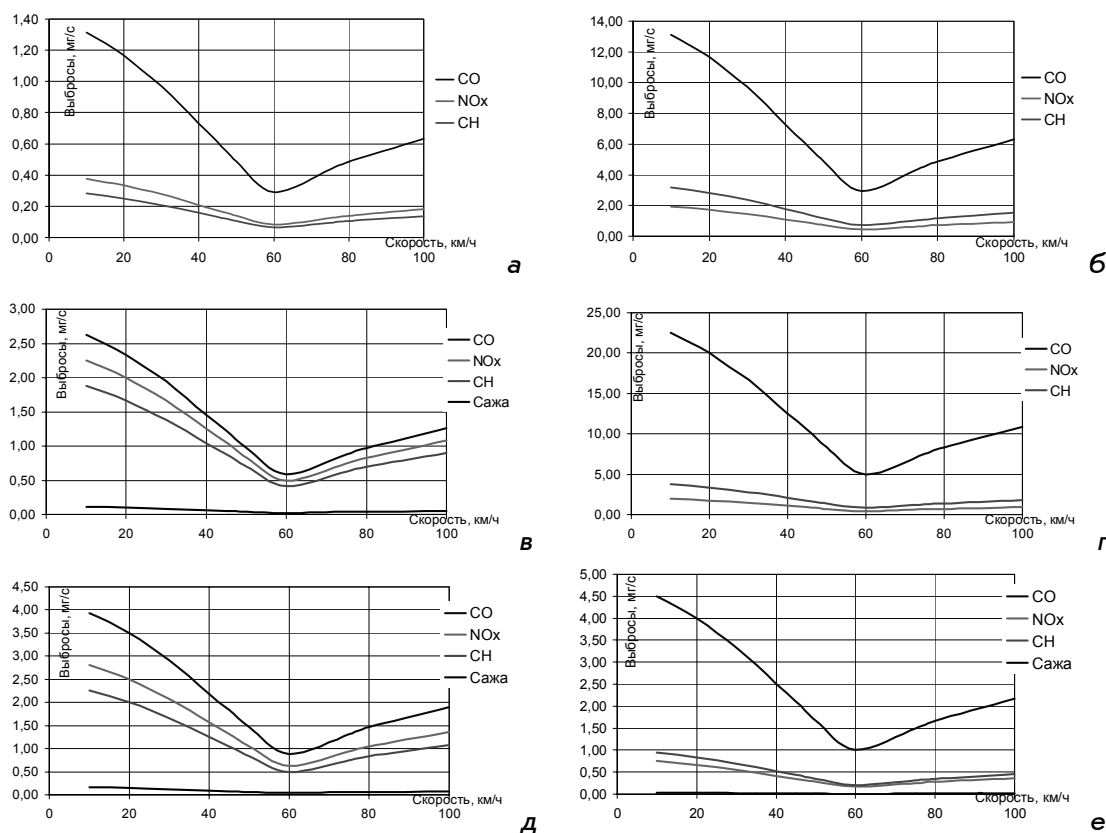 1,40
1,20
1,00
0,80
0,60
0,40
0,20
0,00
Выбросы, мг/с
0 20 40 60 80 100
Скорость, км/ч
CO
NOx
CH
а
14,00
12,00
10,00
8,00
6,00
4,00
2,00
0,00
Выбросы, мг/с
0 20 40 60 80 100
Скорость, км/ч
CO
NOx
CH
б
3,00
2,50
2,00
1,50
1,00
0,50
0,00
Выбросы, мг/с
0 20 40 60 80 100
Скорость, км/ч
CO
NOx
CH
Сажа
в
25,00
20,00
15,00
10,00
5,00
0,00
Выбросы, мг/с
0 20 40 60 80 100
Скорость, км/ч
CO
NOx
CH
г
4,50
4,00
3,50
3,00
2,50
2,00
1,50
1,00
0,50
0,00
Выбросы, мг/с
0 20 40 60 80 100
Скорость, км/ч
CO
NOx
CH
Сажа
д
5,00
4,50
4,00
3,50
3,00
2,50
2,00
1,50
1,00
0,50
0,00
Выбросы, мг/с
0 20 40 60 80 100
Скорость, км/ч
CO
NOx
CH
Сажа
е